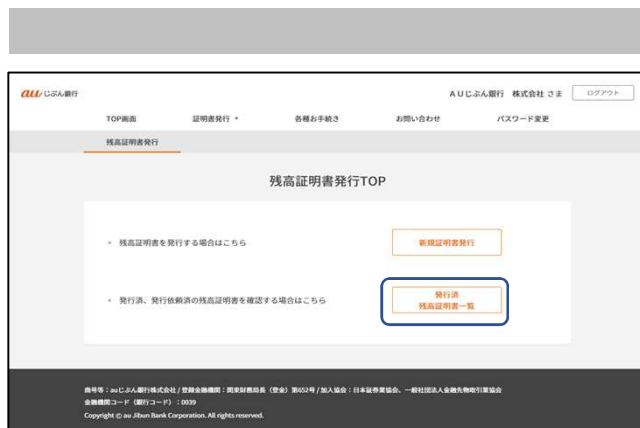 au じぶん銀行
AUじぶん銀行 株式会社 さま
ログアウト
TOP画面 証明書発行 各種お手続き お問い合わせ パスワード変更
残高証明書発行
残高証明書発行TOP
残高証明書を発行する場合はこちら
新規証明書発行
発行済、発行依頼済の残高証明書を確認する場合はこちら
発行済
残高証明書一覧
商号等：auじぶん銀行株式会社 / 登録金融機関：関東財務局長（登金）第652号 / 加入協会：日本証券業協会、一般社団法人金融先物取引業協会
金融機関コード（銀行コード）：0039
Copyright © au Jibun Bank Corporation. All rights reserved.